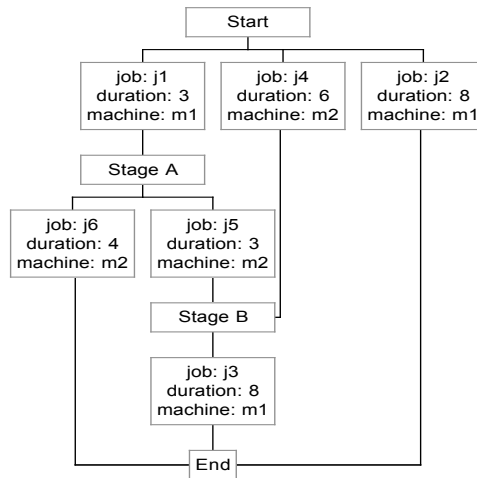 Start
job: j1
duration: 3
machine: m1
job: j4
duration: 6
machine: m2
job: j2
duration: 8
machine: m1
Stage A
job: j6
duration: 4
machine: m2
job: j5
duration: 3
machine: m2
Stage B
job: j3
duration: 8
machine: m1
End